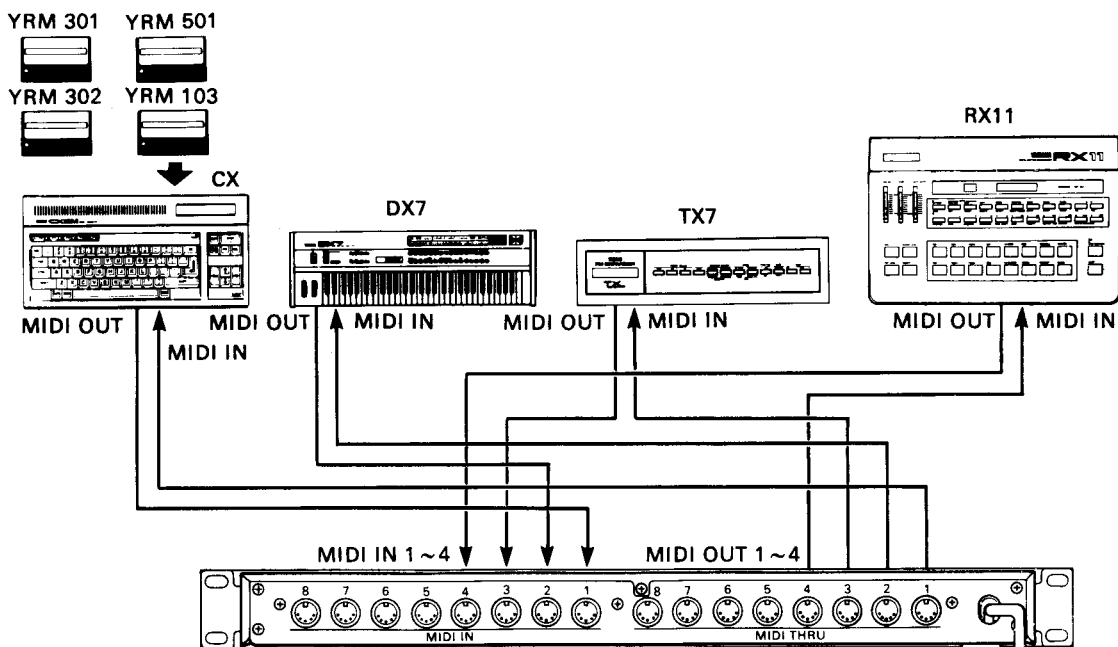 YRM 301 YRM 501
YRM 302 YRM 103
RX11
CX
RX11
DX7
TX7
DX7
MIDI OUT MIDI IN MIDI OUT MIDI IN MIDI OUT MIDI IN MIDI OUT MIDI IN
MIDI IN 1~4 MIDI OUT 1~4
8 7 6 5 4 3 2 1 8 7 6 5 4 3 2 1
MIDI IN MIDI THRU